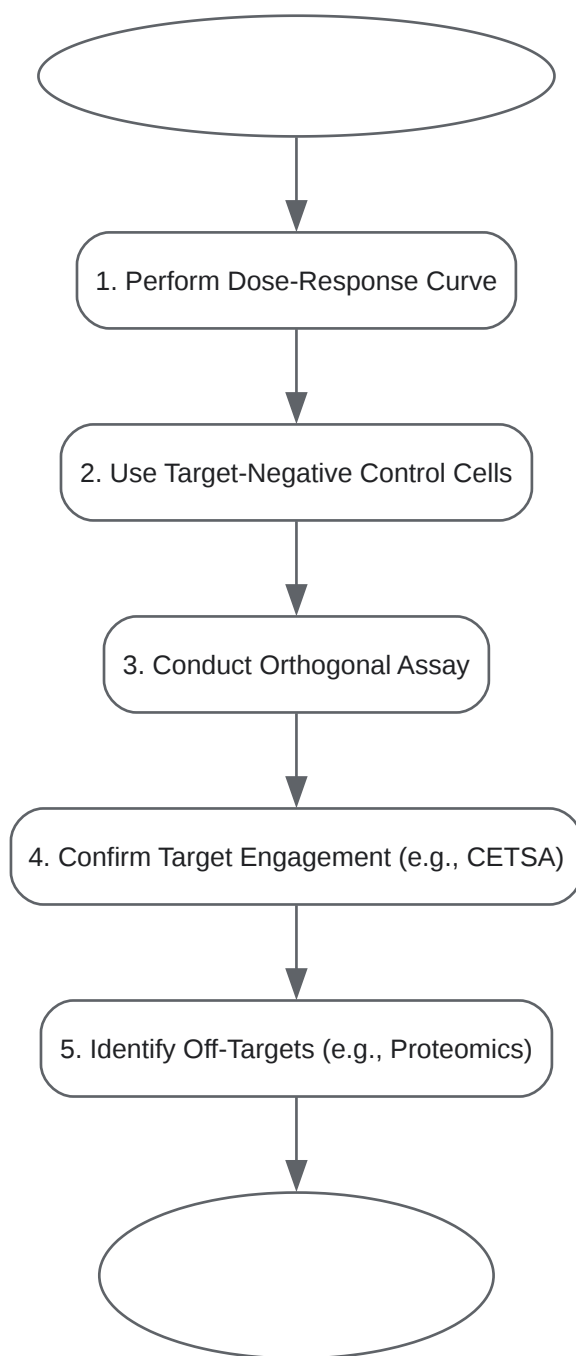 1. Perform Dose-Response Curve
2. Use Target-Negative Control Cells
3. Conduct Orthogonal Assay
4. Confirm Target Engagement (e.g., CETSA)
5. Identify Off-Targets (e.g., Proteomics)